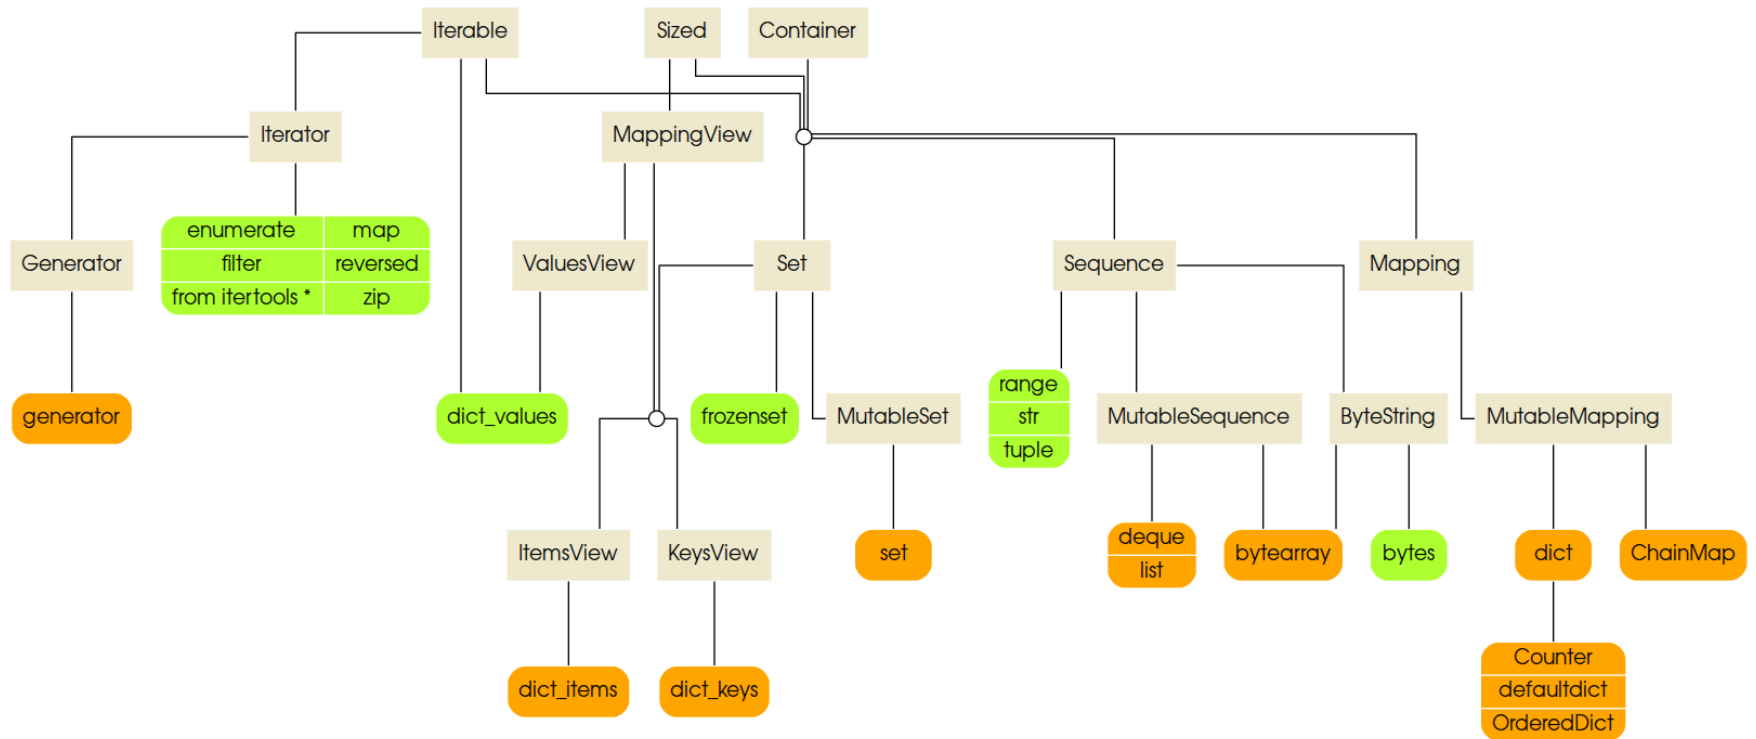 Iterable
Sized
Container
Iterator
MappingView
enumerate
map
filter
reversed
from itertools *
zip
Generator
ValuesView
Set
Sequence
Mapping
generator
dict_values
frozenset
MutableSet
range
str
tuple
MutableSequence
ByteString
MutableMapping
ItemsView
KeysView
set
deque
list
bytearray
bytes
dict
ChainMap
dict_items
dict_keys
Counter
defaultdict
OrderedDict